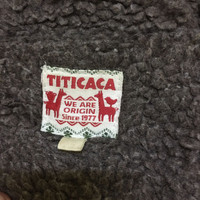 TITICACA
WE ARE
ORIGIN
Since 1977